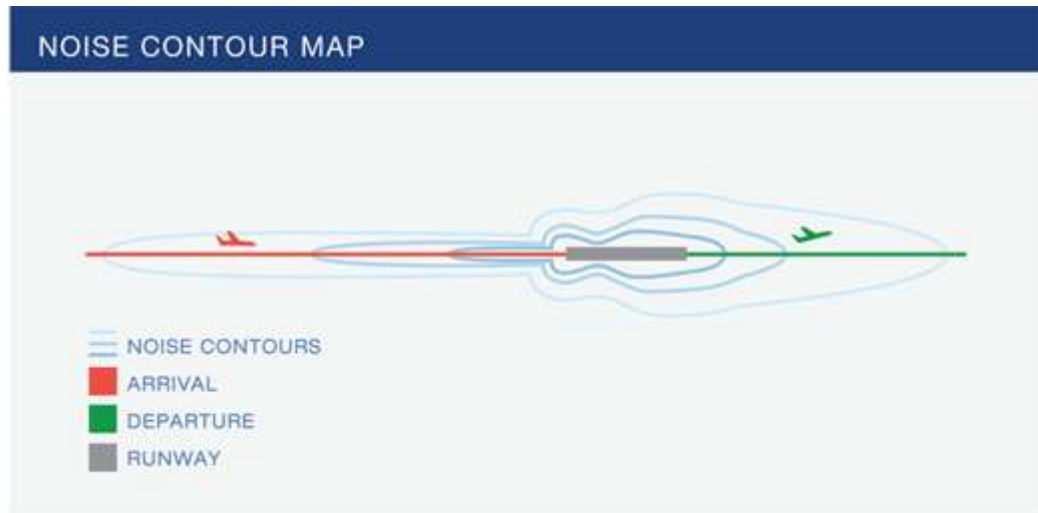 NOISE CONTOUR MAP
NOISE CONTOURS
ARRIVAL
DEPARTURE
RUNWAY